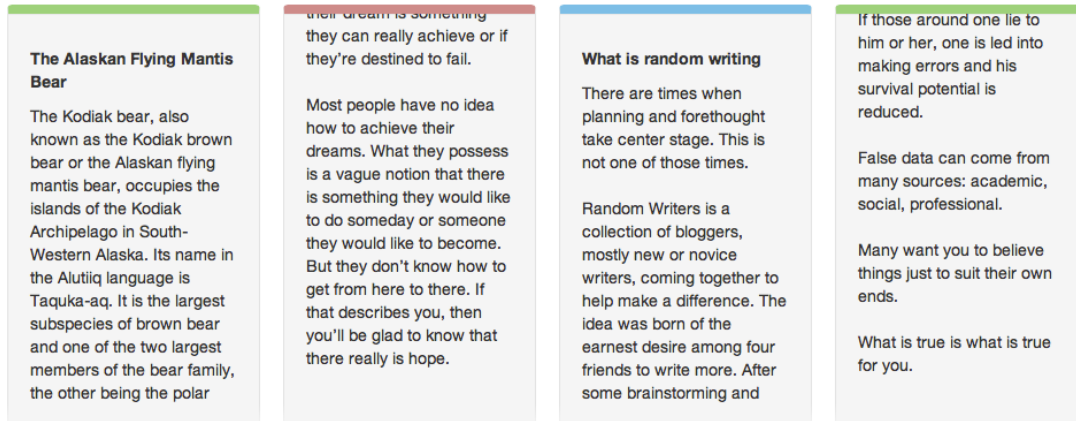 The Alaskan Flying Mantis
Bear
The Kodiak bear, also
known as the Kodiak brown
bear or the Alaskan flying
mantis bear, occupies the
islands of the Kodiak
Archipelago in South-
Western Alaska. Its name in
the Alutiiq language is
Taquka-aq. It is the largest
subspecies of brown bear
and one of the two largest
members of the bear family,
the other being the polar
their dream is something
they can really achieve or if
they’re destined to fail.
Most people have no idea
how to achieve their
dreams. What they possess
is a vague notion that there
is something they would like
to do someday or someone
they would like to become.
But they don’t know how to
get from here to there. If
that describes you, then
you’ll be glad to know that
there really is hope.
What is random writing
There are times when
planning and forethought
take center stage. This is
not one of those times.
Random Writers is a
collection of bloggers,
mostly new or novice
writers, coming together to
help make a difference. The
idea was born of the
earnest desire among four
friends to write more. After
some brainstorming and
If those around one lie to
him or her, one is led into
making errors and his
survival potential is
reduced.
False data can come from
many sources: academic,
social, professional.
Many want you to believe
things just to suit their own
ends.
What is true is what is true
for you.